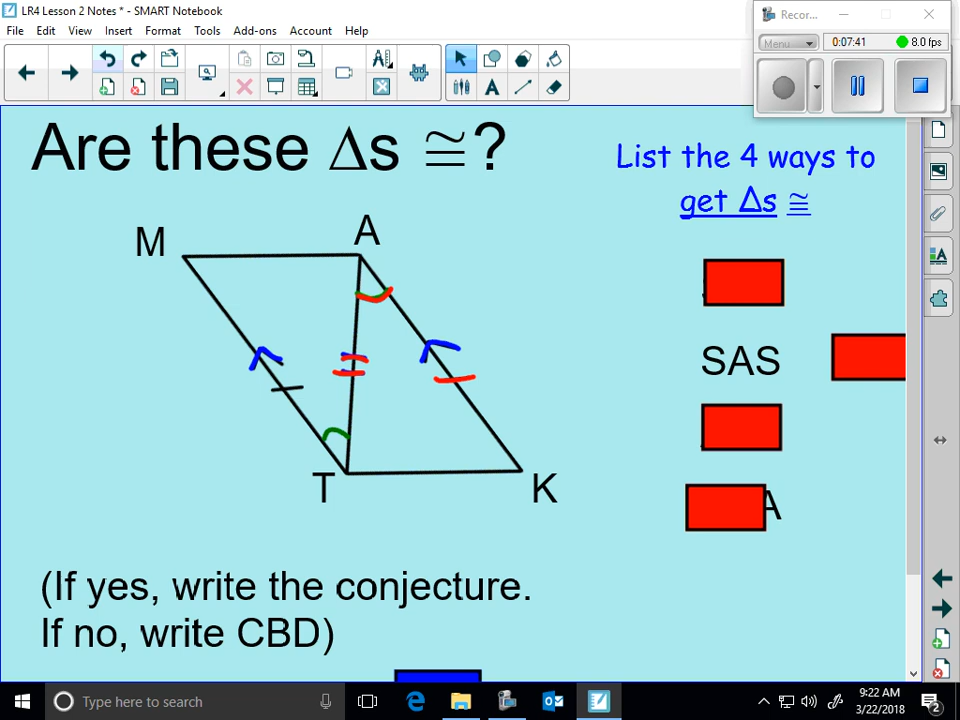 LR4 Lesson 2 Notes * - SMART Notebook
File Edit View Insert Format Tools Add-ons Account Help
Recor...
Menu
0:07:41
8.0 fps
Are these Δs ≅?
List the 4 ways to
get Δs ≅
M
A
SAS
A
T
K
(If yes, write the conjecture.
If no, write CBD)
Type here to search
9:22 AM
3/22/2018
2